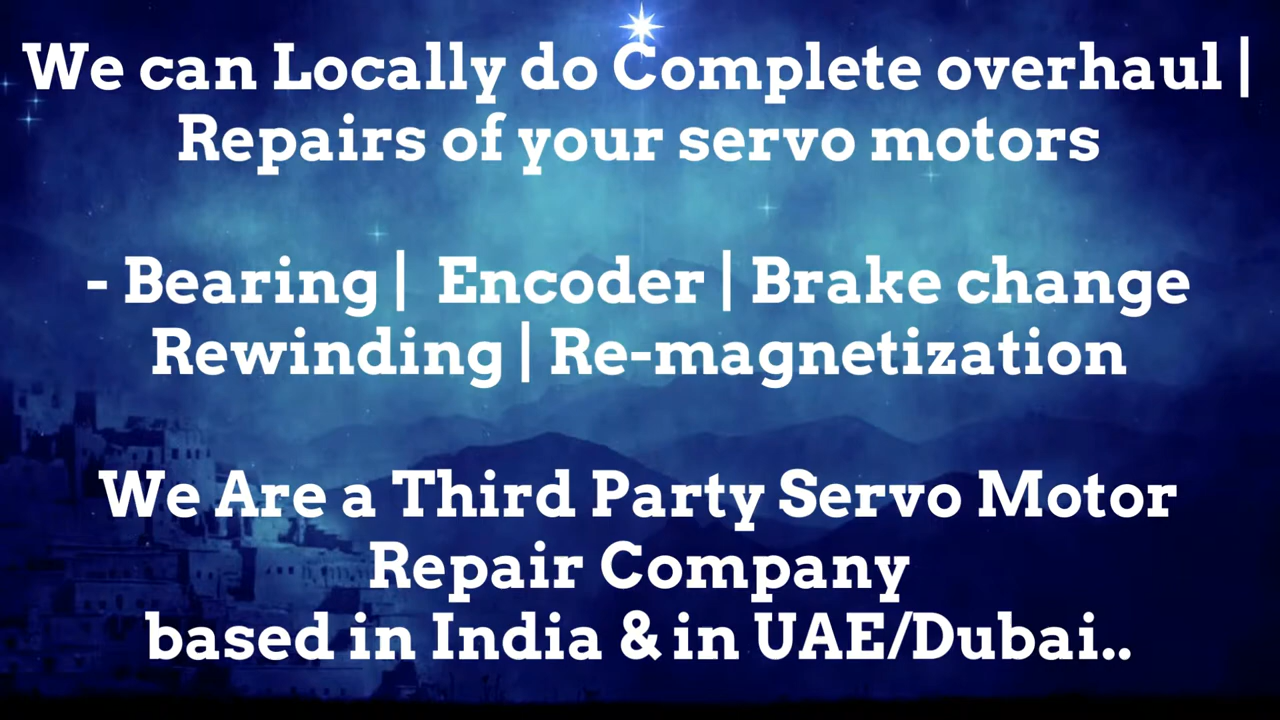 We can Locally do Complete overhaul |
Repairs of your servo motors
- Bearing | Encoder | Brake change
Rewinding | Re-magnetization
We Are a Third Party Servo Motor
Repair Company
based in India & in UAE/Dubai..